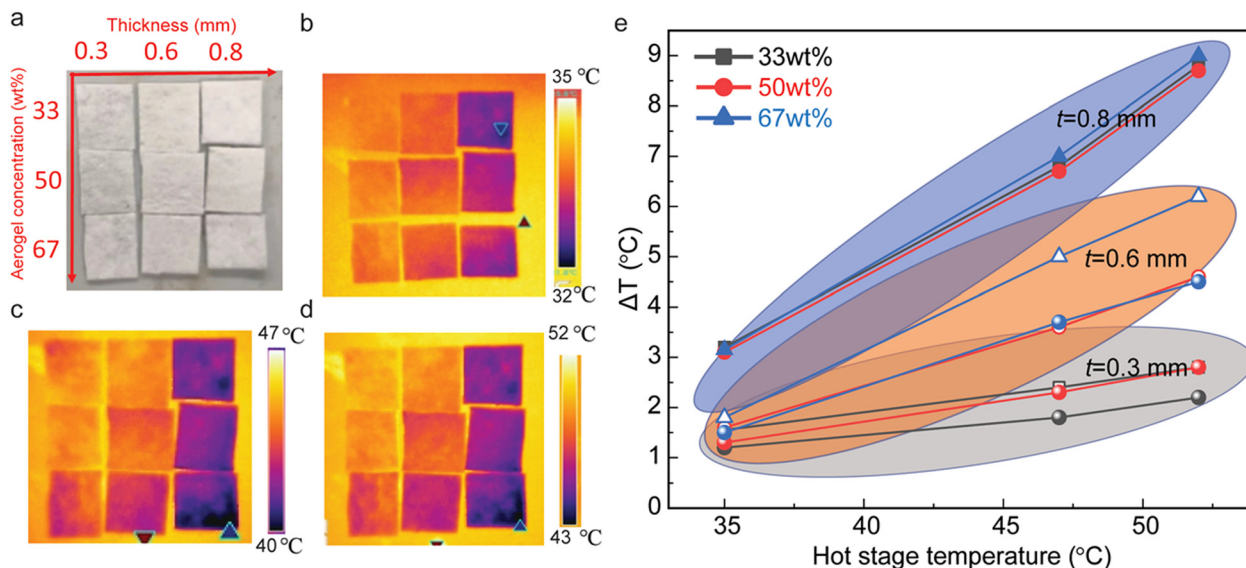 a
Thickness (mm)
0.3 0.6 0.8
Aerogel concentration (wt%)
33
50
67
b
35 °C
32 °C
c
47 °C
40 °C
d
52 °C
43 °C
e
33wt%
50wt%
67wt%
t=0.8 mm
t=0.6 mm
t=0.3 mm
ΔT (°C)
9
8
7
6
5
4
3
2
1
0
35 40 45 50
Hot stage temperature (°C)